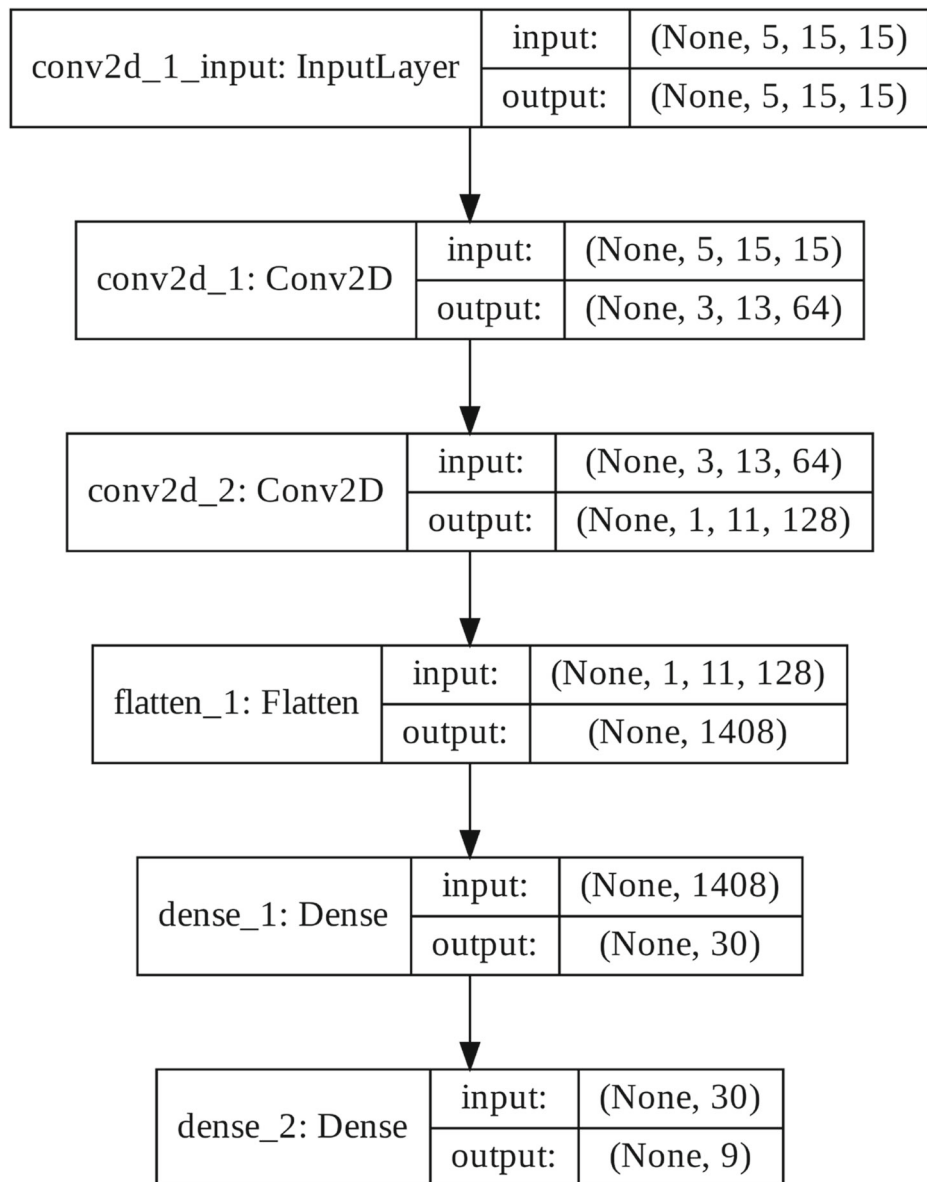 conv2d_1_input: InputLayer
input: (None, 5, 15, 15)
output: (None, 5, 15, 15)
conv2d_1: Conv2D
input: (None, 5, 15, 15)
output: (None, 3, 13, 64)
conv2d_2: Conv2D
input: (None, 3, 13, 64)
output: (None, 1, 11, 128)
flatten_1: Flatten
input: (None, 1, 11, 128)
output: (None, 1408)
dense_1: Dense
input: (None, 1408)
output: (None, 30)
dense_2: Dense
input: (None, 30)
output: (None, 9)